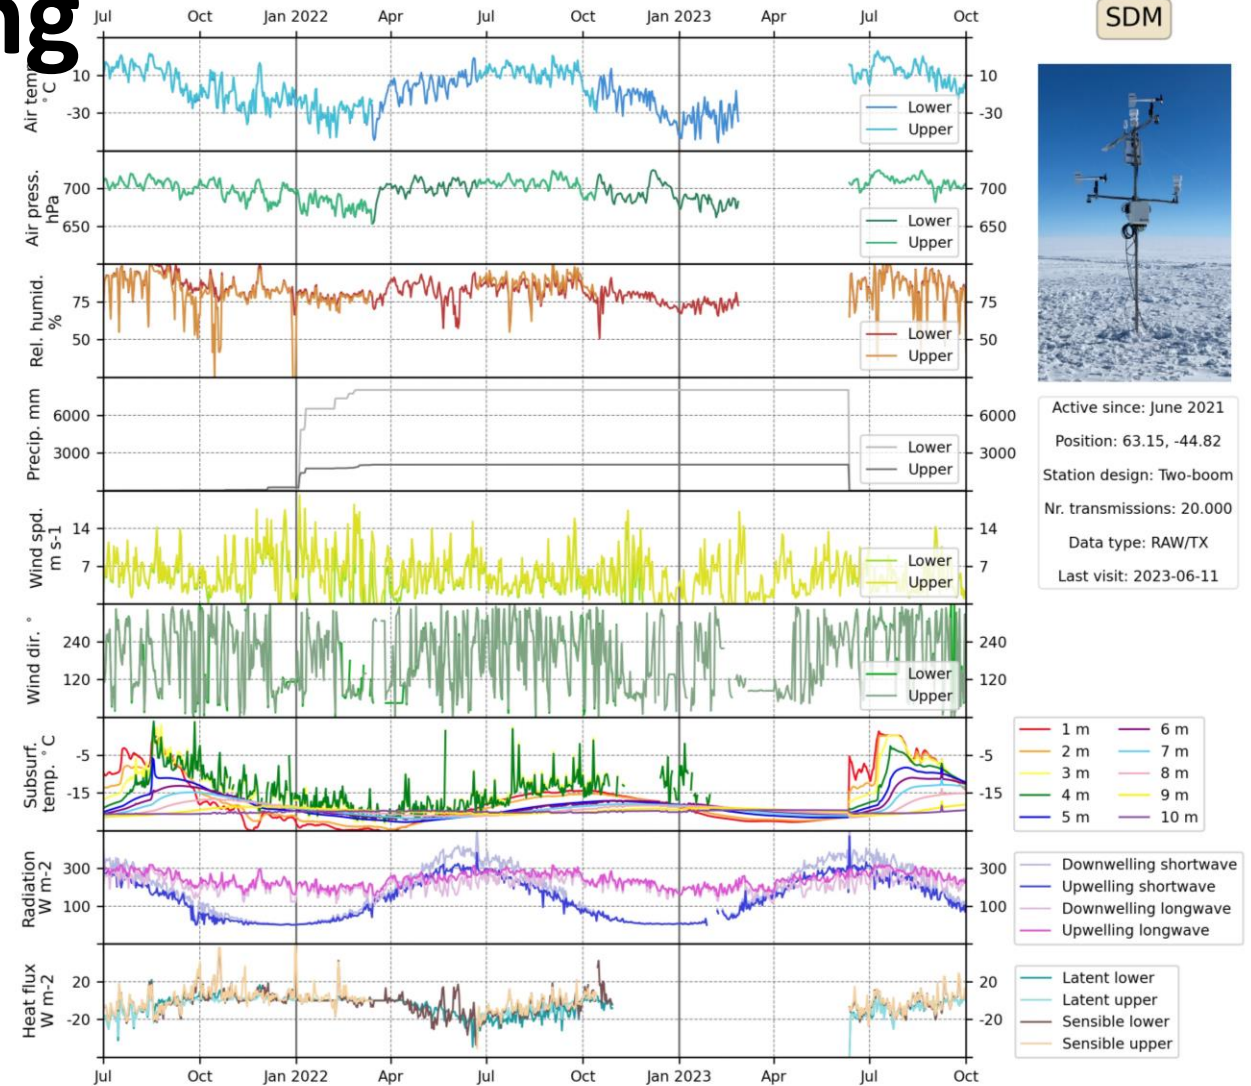 ng
Jul Oct Jan 2022 Apr Jul Oct Jan 2023 Apr Jul Oct
SDM
Air temp.
°C
10
-30
10
-30
Lower
Upper
Air press.
hPa
700
650
700
650
Lower
Upper
Rel. humid.
%
75
50
75
50
Lower
Upper
Precip. mm
6000
3000
6000
3000
Lower
Upper
Wind spd.
m s-1
14
7
14
7
Lower
Upper
Wind dir. °
240
120
240
120
Lower
Upper
Subsurf.
temp. °C
-5
-15
-5
-15
Radiation
W m-2
300
100
300
100
Heat flux
W m-2
20
-20
20
-20
Jul Oct Jan 2022 Apr Jul Oct Jan 2023 Apr Jul Oct
Active since: June 2021
Position: 63.15, -44.82
Station design: Two-boom
Nr. transmissions: 20.000
Data type: RAW/TX
Last visit: 2023-06-11
1 m 6 m
2 m 7 m
3 m 8 m
4 m 9 m
5 m 10 m
Downwelling shortwave
Upwelling shortwave
Downwelling longwave
Upwelling longwave
Latent lower
Latent upper
Sensible lower
Sensible upper